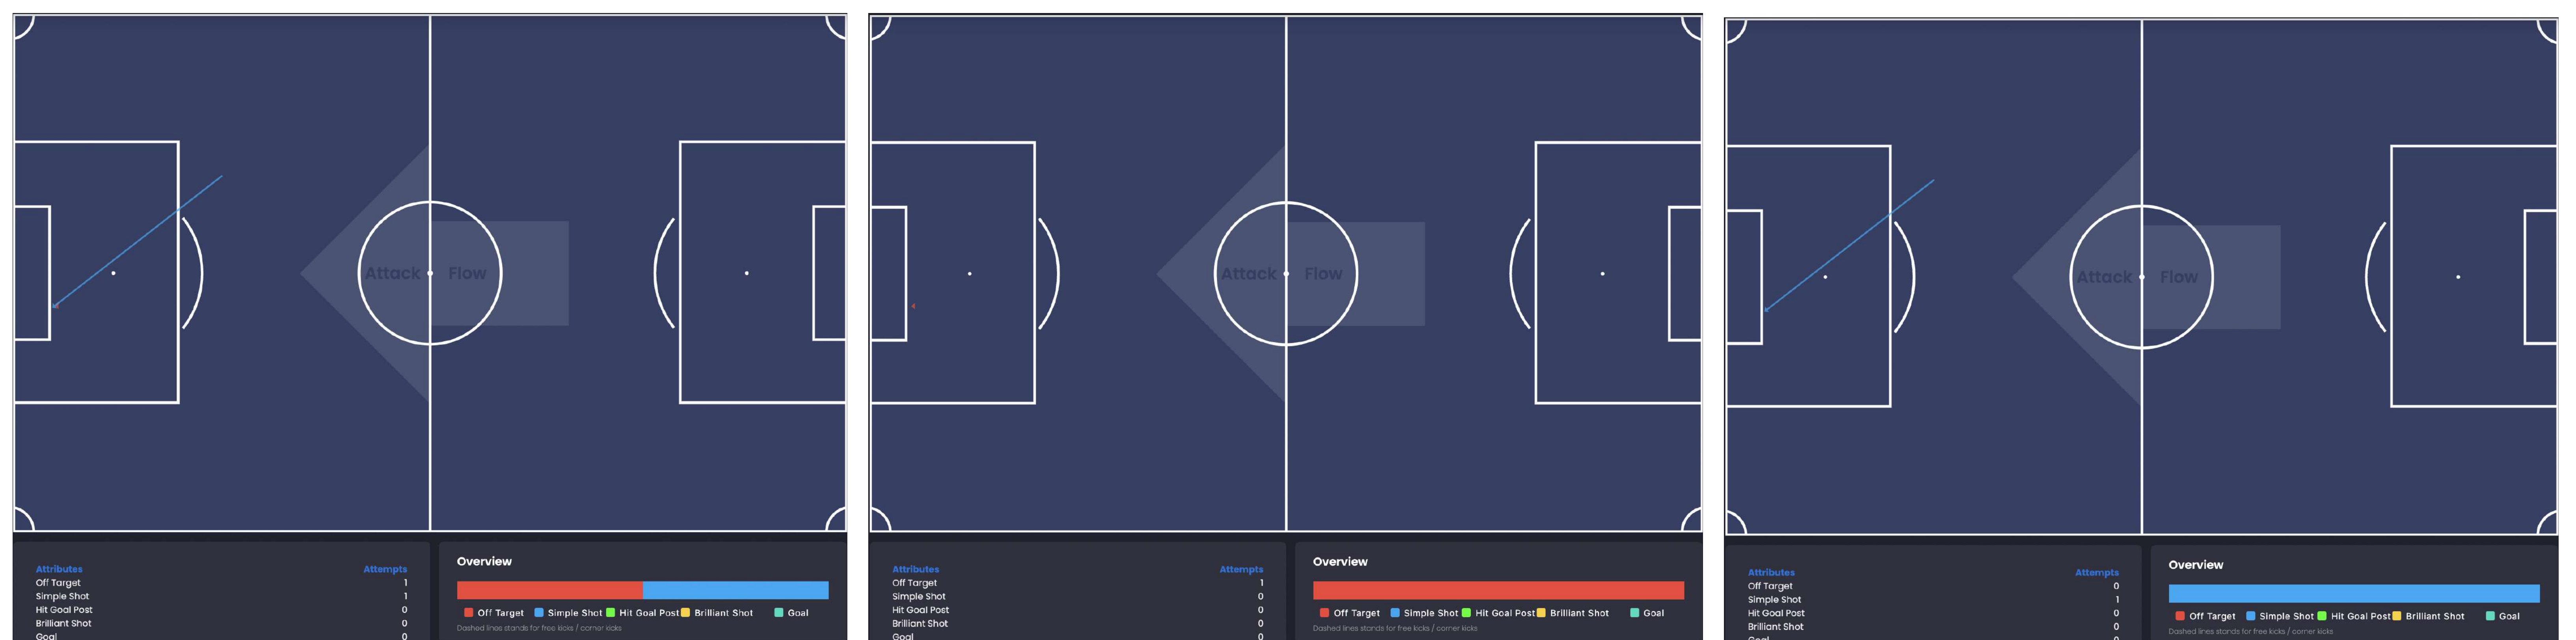 Attack Flow
Attributes Attempts
Off Target 1
Simple Shot 1
Hit Goal Post 0
Brilliant Shot 0
Goal 0
Overview
Off Target Simple Shot Hit Goal Post Brilliant Shot Goal
Dashed lines stands for free kicks / corner kicks
Attack Flow
Attributes Attempts
Off Target 1
Simple Shot 0
Hit Goal Post 0
Brilliant Shot 0
Goal 0
Overview
Off Target Simple Shot Hit Goal Post Brilliant Shot Goal
Dashed lines stands for free kicks / corner kicks
Attack Flow
Attributes Attempts
Off Target 0
Simple Shot 1
Hit Goal Post 0
Brilliant Shot 0
Goal 0
Overview
Off Target Simple Shot Hit Goal Post Brilliant Shot Goal
Dashed lines stands for free kicks / corner kicks